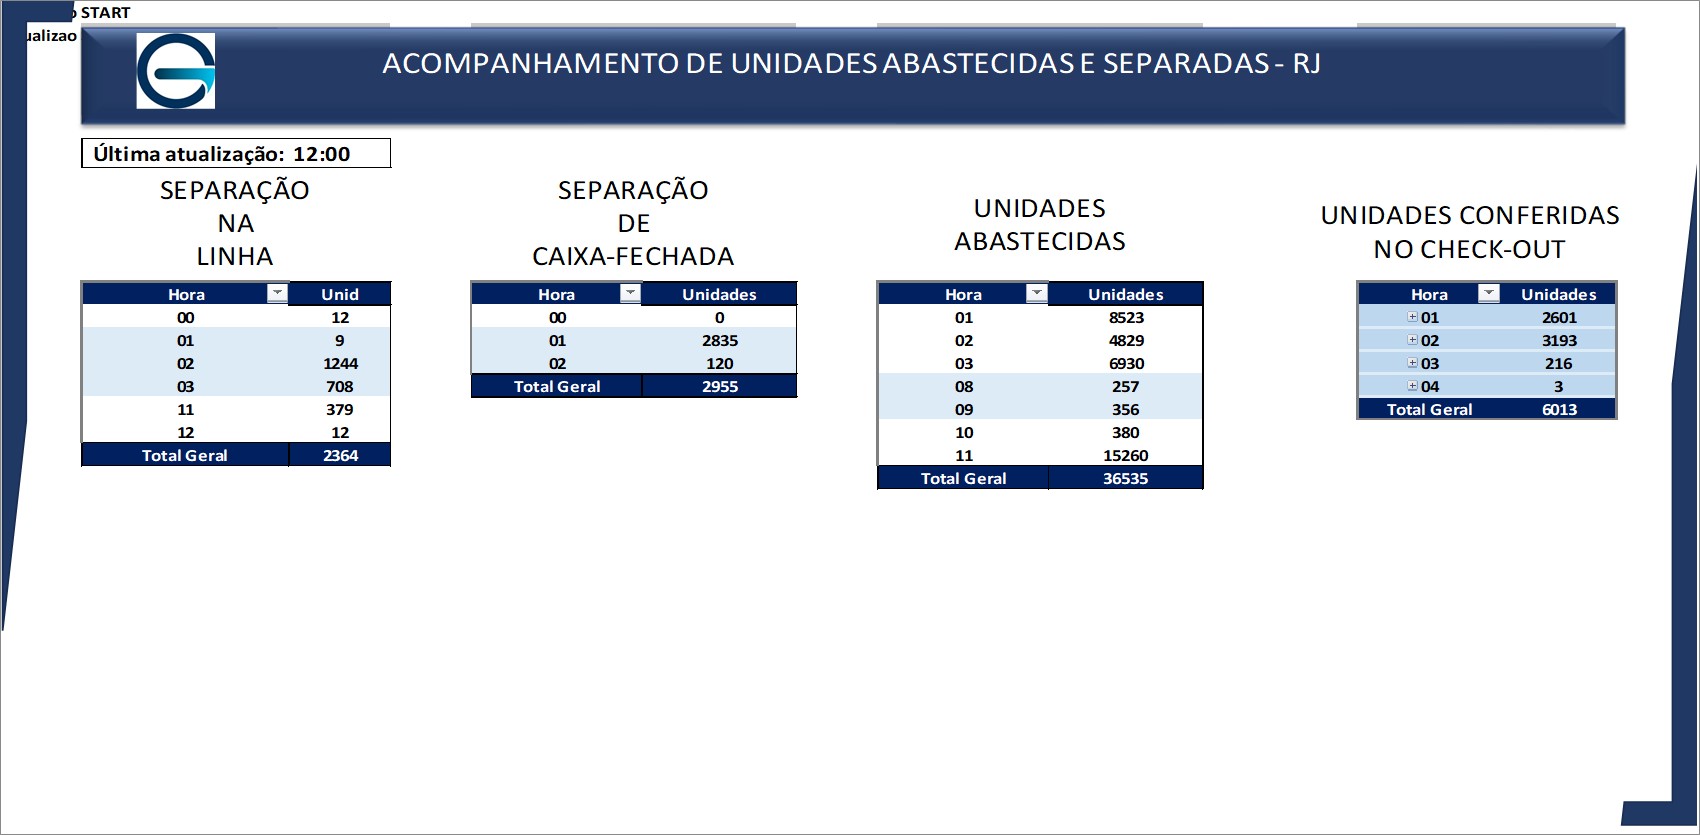 START
ualizao
ACOMPANHAMENTO DE UNIDADES ABASTECIDAS E SEPARADAS - RJ
Última atualização: 12:00
SEPARAÇÃO
NA
LINHA
Hora Unid
00 12
01 9
02 1244
03 708
11 379
12 12
Total Geral 2364
SEPARAÇÃO
DE
CAIXA-FECHADA
Hora Unidades
00 0
01 2835
02 120
Total Geral 2955
UNIDADES
ABASTECIDAS
Hora Unidades
01 8523
02 4829
03 6930
08 257
09 356
10 380
11 15260
Total Geral 36535
UNIDADES CONFERIDAS
NO CHECK-OUT
Hora Unidades
01 2601
02 3193
03 216
04 3
Total Geral 6013